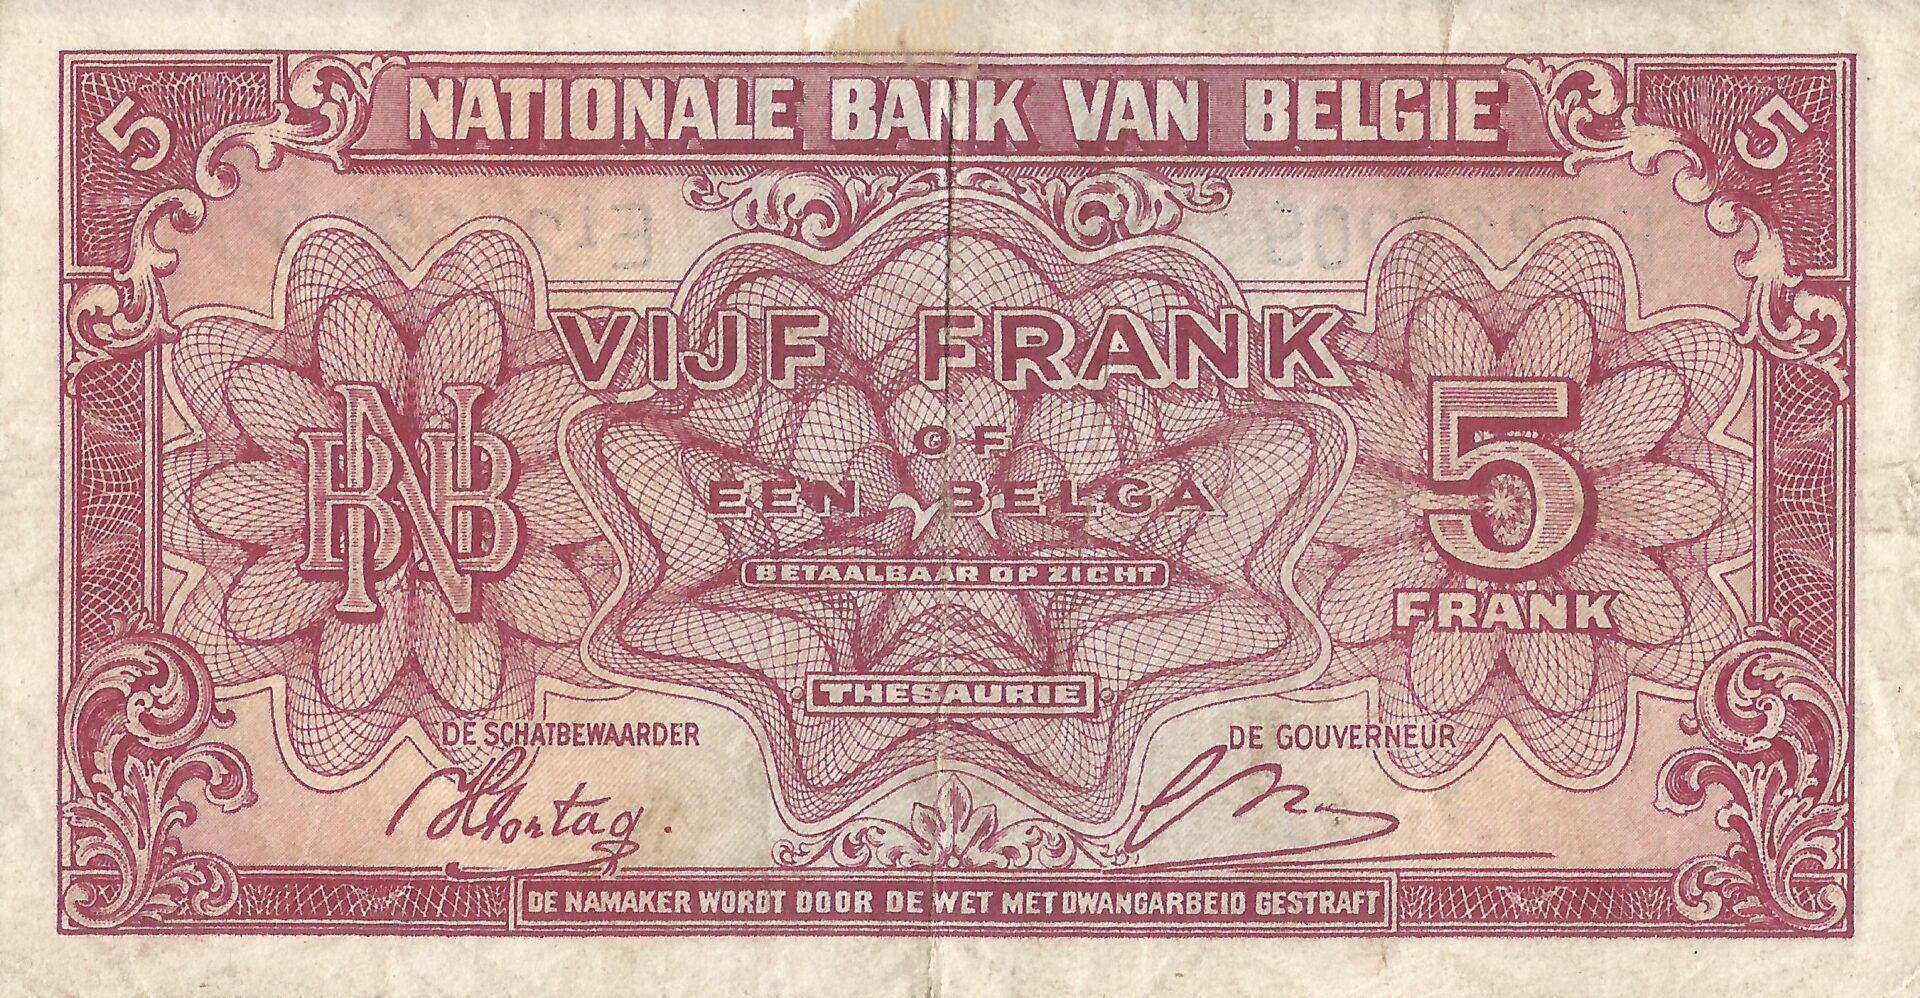 5 NATIONALE BANK VAN BELGIE 5
VIJF FRANK
OF
EEN BELGA
BETAALBAAR OP ZICHT
BNB
5
FRANK
THESAURIE
DE SCHATBEWAARDER
DE GOUVERNEUR
DE NAMAKER WORDT DOOR DE WET MET DWANGARBEID GESTRAFT